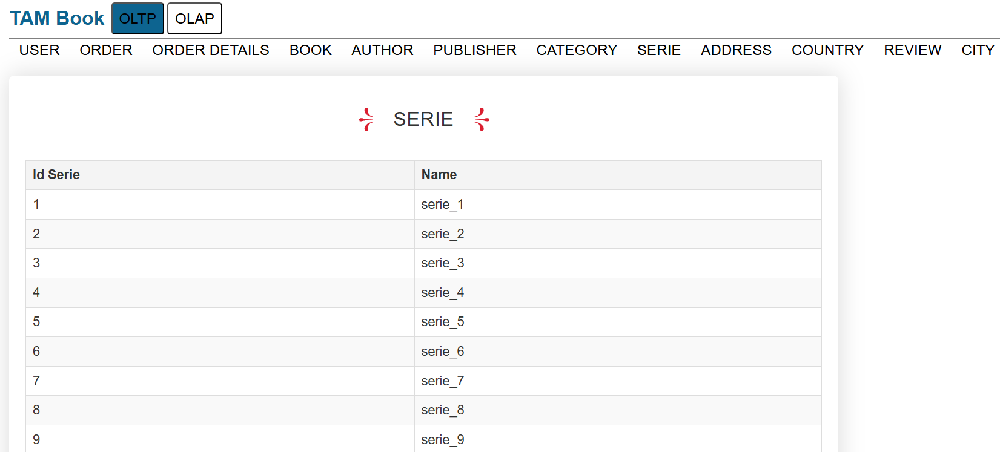 TAM Book OLTP OLAP
USER ORDER ORDER DETAILS BOOK AUTHOR PUBLISHER CATEGORY SERIE ADDRESS COUNTRY REVIEW CITY
SERIE
Id Serie Name
1 serie_1
2 serie_2
3 serie_3
4 serie_4
5 serie_5
6 serie_6
7 serie_7
8 serie_8
9 serie_9